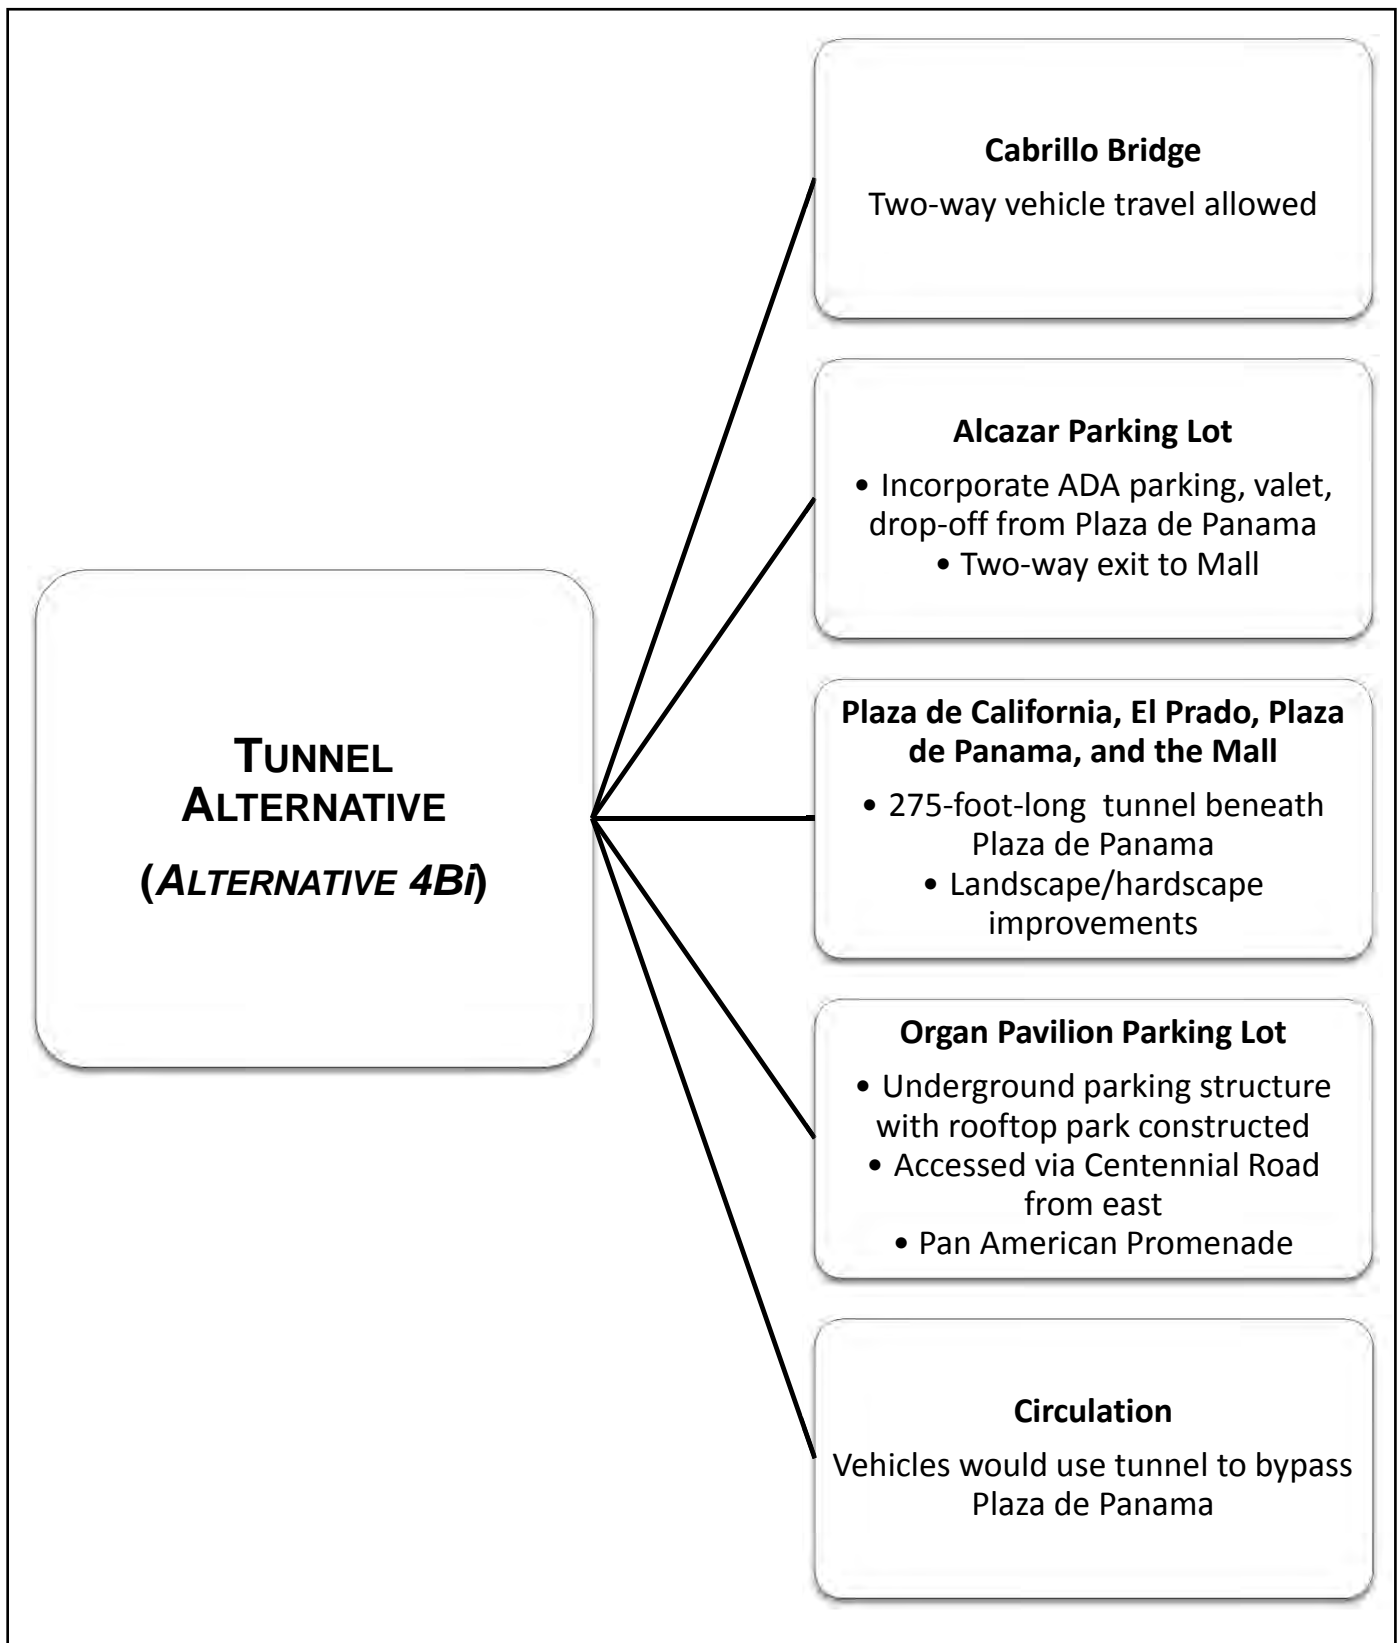 TUNNEL
ALTERNATIVE
(ALTERNATIVE 4Bi)
Cabrillo Bridge
Two-way vehicle travel allowed
Alcazar Parking Lot
• Incorporate ADA parking, valet,
drop-off from Plaza de Panama
• Two-way exit to Mall
Plaza de California, El Prado, Plaza
de Panama, and the Mall
• 275-foot-long tunnel beneath
Plaza de Panama
• Landscape/hardscape
improvements
Organ Pavilion Parking Lot
• Underground parking structure
with rooftop park constructed
• Accessed via Centennial Road
from east
• Pan American Promenade
Circulation
Vehicles would use tunnel to bypass
Plaza de Panama